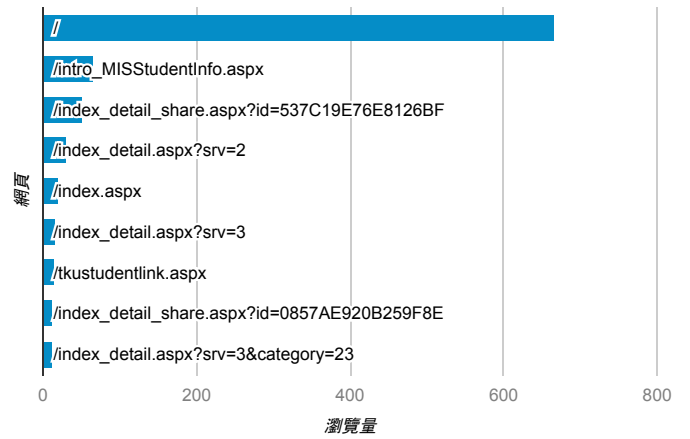 /
/intro_MISStudentInfo.aspx
/index_detail_share.aspx?id=537C19E76E8126BF
/index_detail.aspx?srv=2
/index.aspx
/index_detail.aspx?srv=3
/tkustudentlink.aspx
/index_detail_share.aspx?id=0857AE920B259F8E
/index_detail.aspx?srv=3&category=23
網頁
0 200 400 600 800
瀏覽量